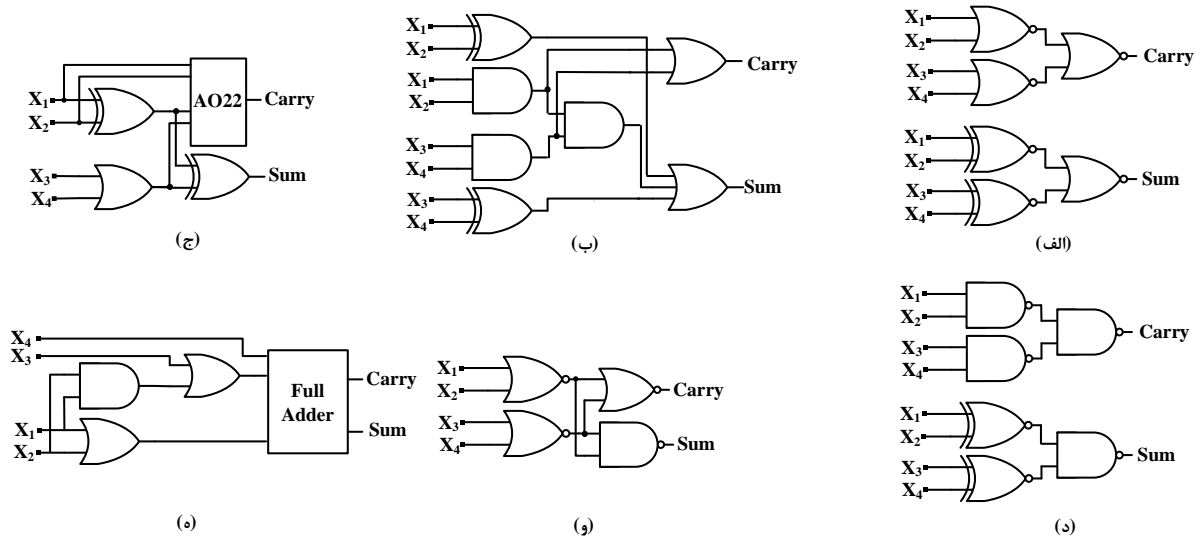 X1
X2
AO22
Carry
X3
X4
Sum
(ج)
X1
X2
X1
X2
Carry
X3
X4
X3
X4
Sum
(ب)
X1
X2
X3
X4
Carry
X1
X2
X3
X4
Sum
(الف)
X4
X3
X1
X2
Full
Adder
Carry
Sum
(ه)
X1
X2
X3
X4
Carry
Sum
(و)
X1
X2
X3
X4
Carry
X1
X2
X3
X4
Sum
(د)